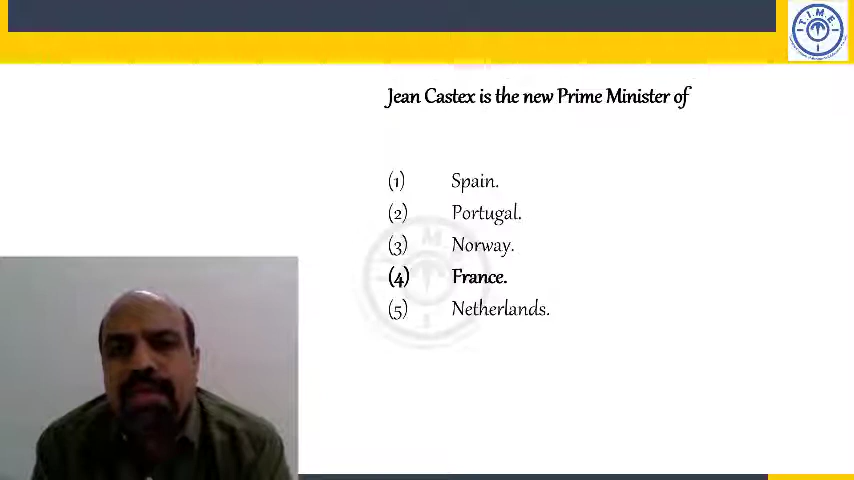 T.I.M.E.
Jean Castex is the new Prime Minister of
(1) Spain.
(2) Portugal.
(3) Norway.
(4) France.
(5) Netherlands.